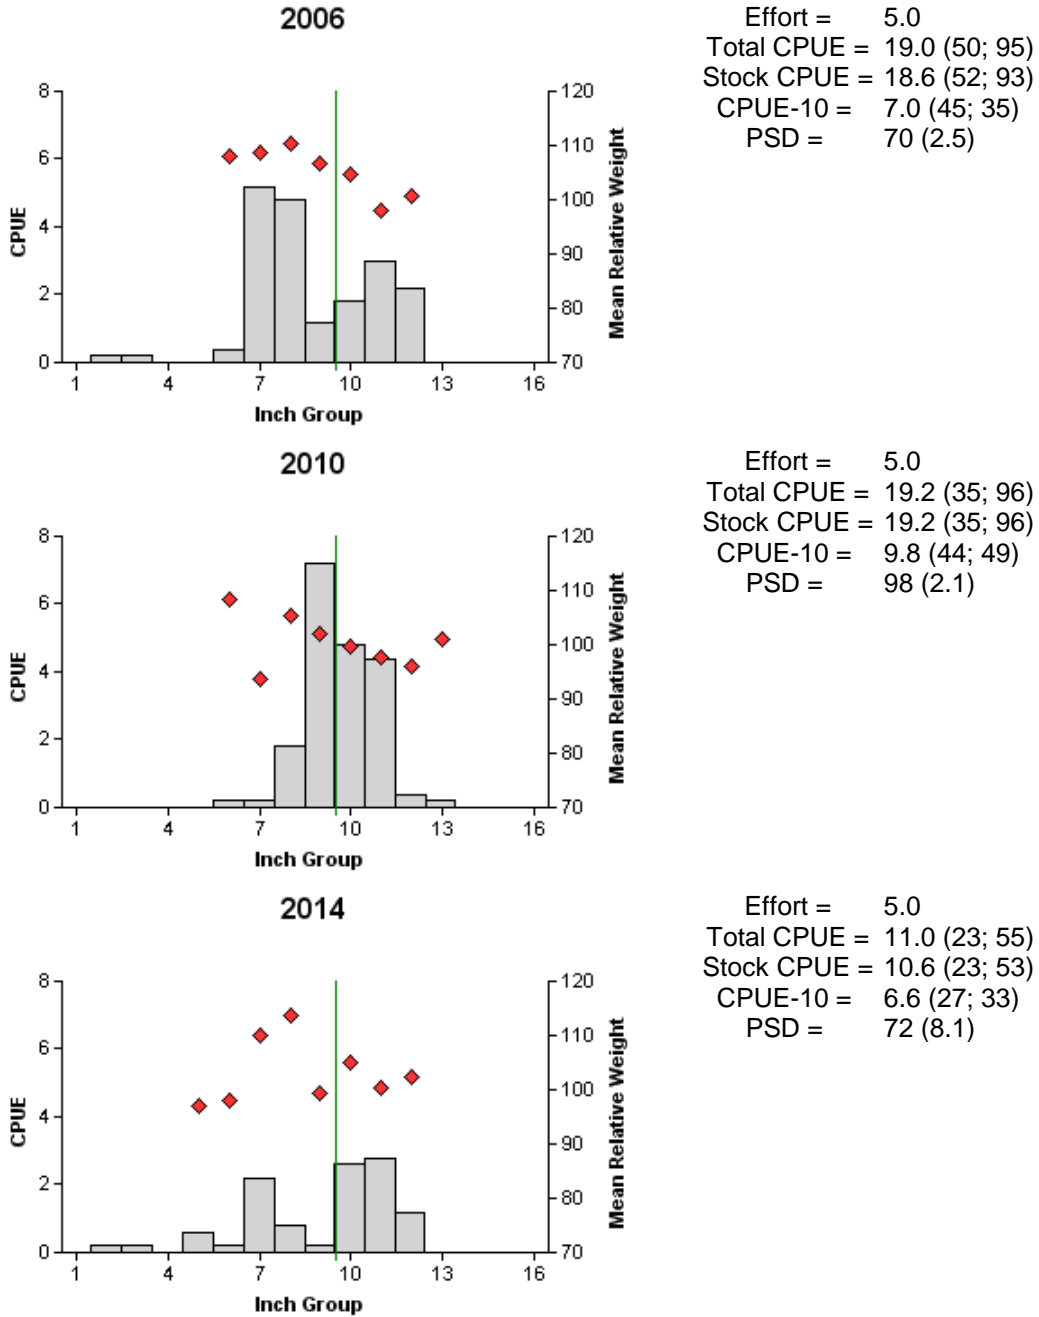 2006
Effort = 5.0
Total CPUE = 19.0 (50; 95)
Stock CPUE = 18.6 (52; 93)
CPUE-10 = 7.0 (45; 35)
PSD = 70 (2.5)
8 120
110
6
100
4
90
2
80
0 70
CPUE
Mean Relative Weight
1 4 7 10 13 16
Inch Group
2010
Effort = 5.0
Total CPUE = 19.2 (35; 96)
Stock CPUE = 19.2 (35; 96)
CPUE-10 = 9.8 (44; 49)
PSD = 98 (2.1)
8 120
110
6
100
4
90
2
80
0 70
CPUE
Mean Relative Weight
1 4 7 10 13 16
Inch Group
2014
Effort = 5.0
Total CPUE = 11.0 (23; 55)
Stock CPUE = 10.6 (23; 53)
CPUE-10 = 6.6 (27; 33)
PSD = 72 (8.1)
8 120
110
6
100
4
90
2
80
0 70
CPUE
Mean Relative Weight
1 4 7 10 13 16
Inch Group